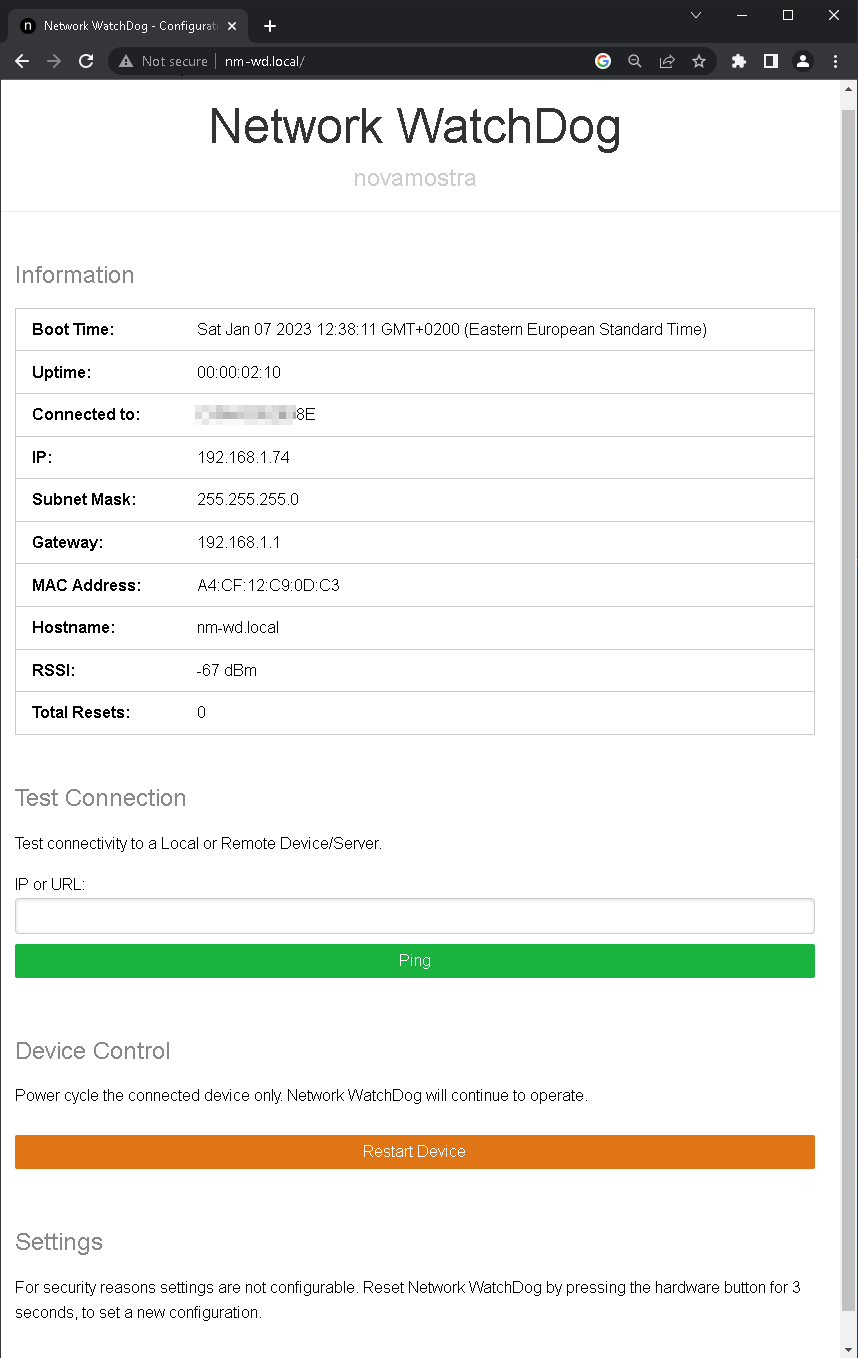 Network WatchDog - Configurati
Not secure
nm-wd.local/
Network WatchDog
novamostra
Information
Boot Time: Sat Jan 07 2023 12:38:11 GMT+0200 (Eastern European Standard Time)
Uptime: 00:00:02:10
Connected to: 8E
IP: 192.168.1.74
Subnet Mask: 255.255.255.0
Gateway: 192.168.1.1
MAC Address: A4:CF:12:C9:0D:C3
Hostname: nm-wd.local
RSSI: -67 dBm
Total Resets: 0
Test Connection
Test connectivity to a Local or Remote Device/Server.
IP or URL:
Ping
Device Control
Power cycle the connected device only. Network WatchDog will continue to operate.
Restart Device
Settings
For security reasons settings are not configurable. Reset Network WatchDog by pressing the hardware button for 3
seconds, to set a new configuration.